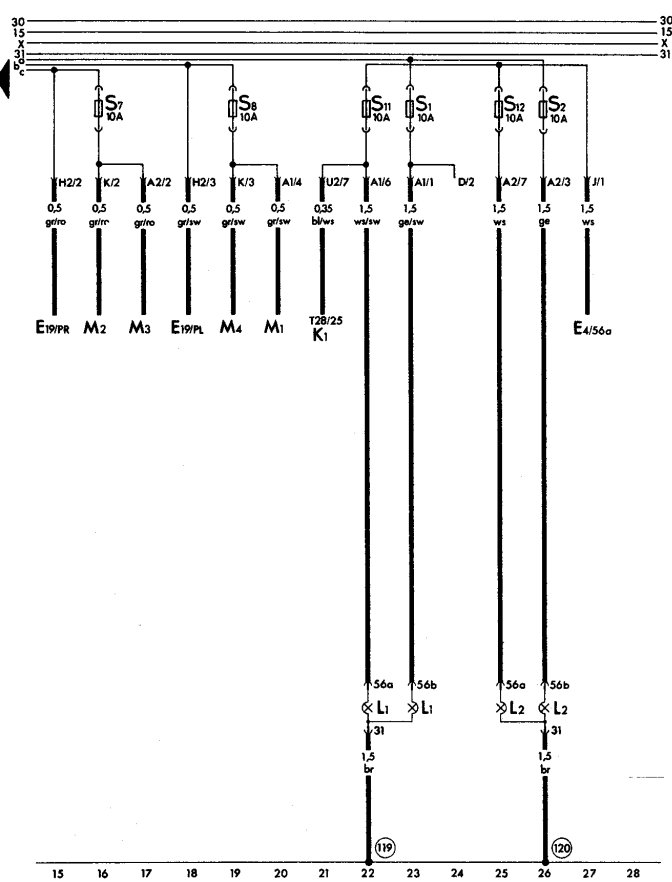 30 30
15 15
X X
31 31
a
b
c
S7 S8 S11 S1 S12 S2
10A 10A 10A 10A 10A 10A
H2/2 K/2 A2/2 H2/3 K/3 A1/4 U2/7 A1/6 A1/1 D/2 A2/7 A2/3 J/1
0,5 0,5 0,5 0,5 0,5 0,5 0,35 1,5 1,5 1,5 1,5 1,5
gr/ro gr/rr gr/ro gr/sw gr/sw gr/sw bl/ws ws/sw ge/sw ws ge ws
E19/PR M2 M3 E19/PL M4 M1 T28/25 E4/56a
K1
56a 56b 56a 56b
L1 L1 L2 L2
31 31
1,5 1,5
br br
119 120
15 16 17 18 19 20 21 22 23 24 25 26 27 28